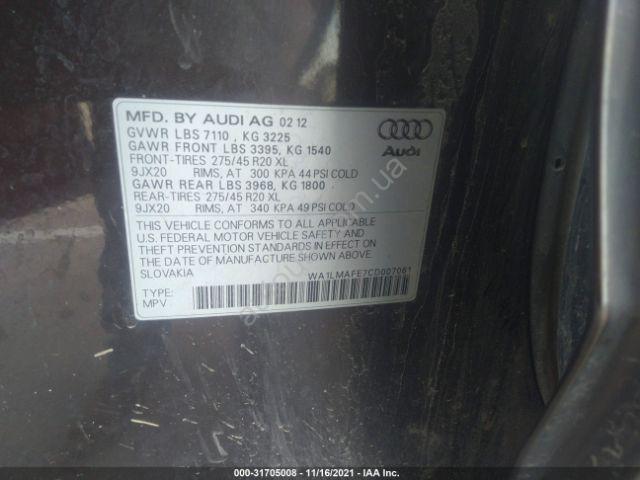 MFD. BY AUDI AG 02 12
GVWR LBS 7110 , KG 3225
GAWR FRONT LBS 3395, KG 1540
FRONT-TIRES 275/45 R20 XL
9JX20 RIMS, AT 300 KPA 44 PSI COLD
GAWR REAR LBS 3968, KG 1800
REAR-TIRES 275/45 R20 XL
9JX20 RIMS, AT 340 KPA 49 PSI COLD
Audi
THIS VEHICLE CONFORMS TO ALL APPLICABLE
U.S. FEDERAL MOTOR VEHICLE SAFETY AND
THEFT PREVENTION STANDARDS IN EFFECT ON
THE DATE OF MANUFACTURE SHOWN ABOVE.
SLOVAKIA
WA1LMAFE7CD007061
TYPE:
MPV
000-31705008 - 11/16/2021 - IAA Inc.